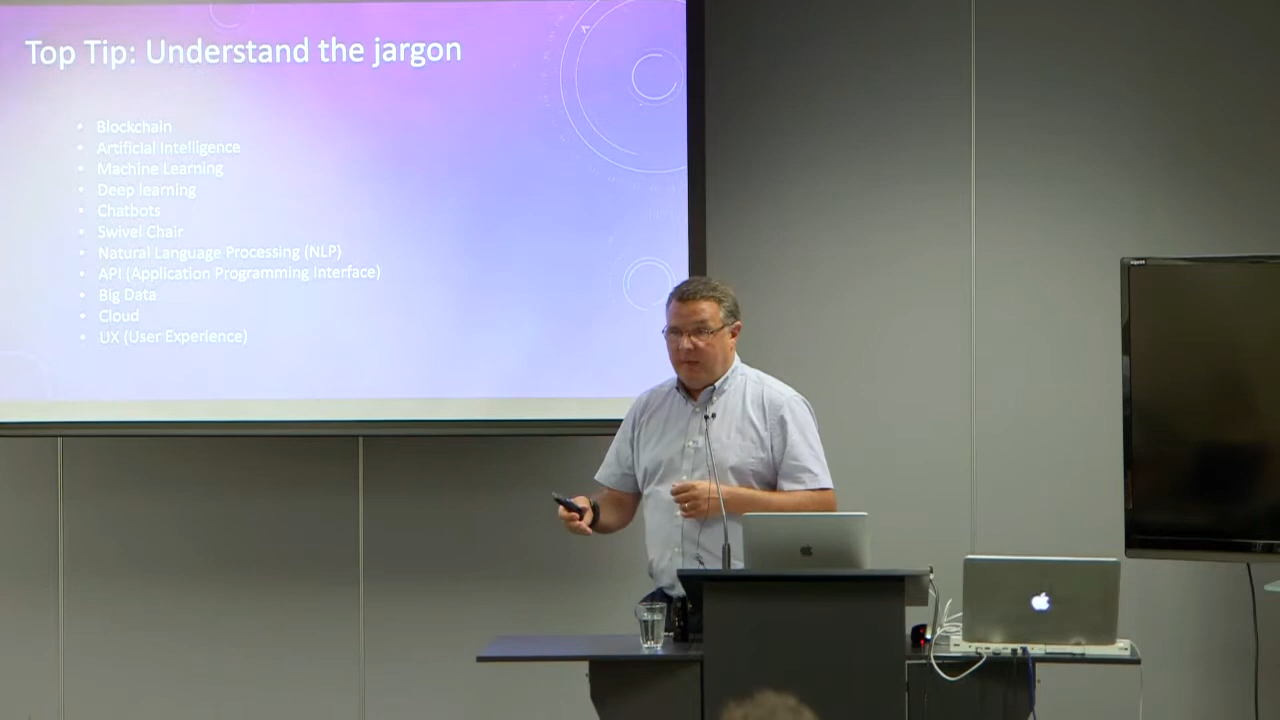 Top Tip: Understand the jargon
• Blockchain
• Artificial Intelligence
• Machine Learning
• Deep learning
• Chatbots
• Swivel Chair
• Natural Language Processing (NLP)
• API (Application Programming Interface)
• Big Data
• Cloud
• UX (User Experience)